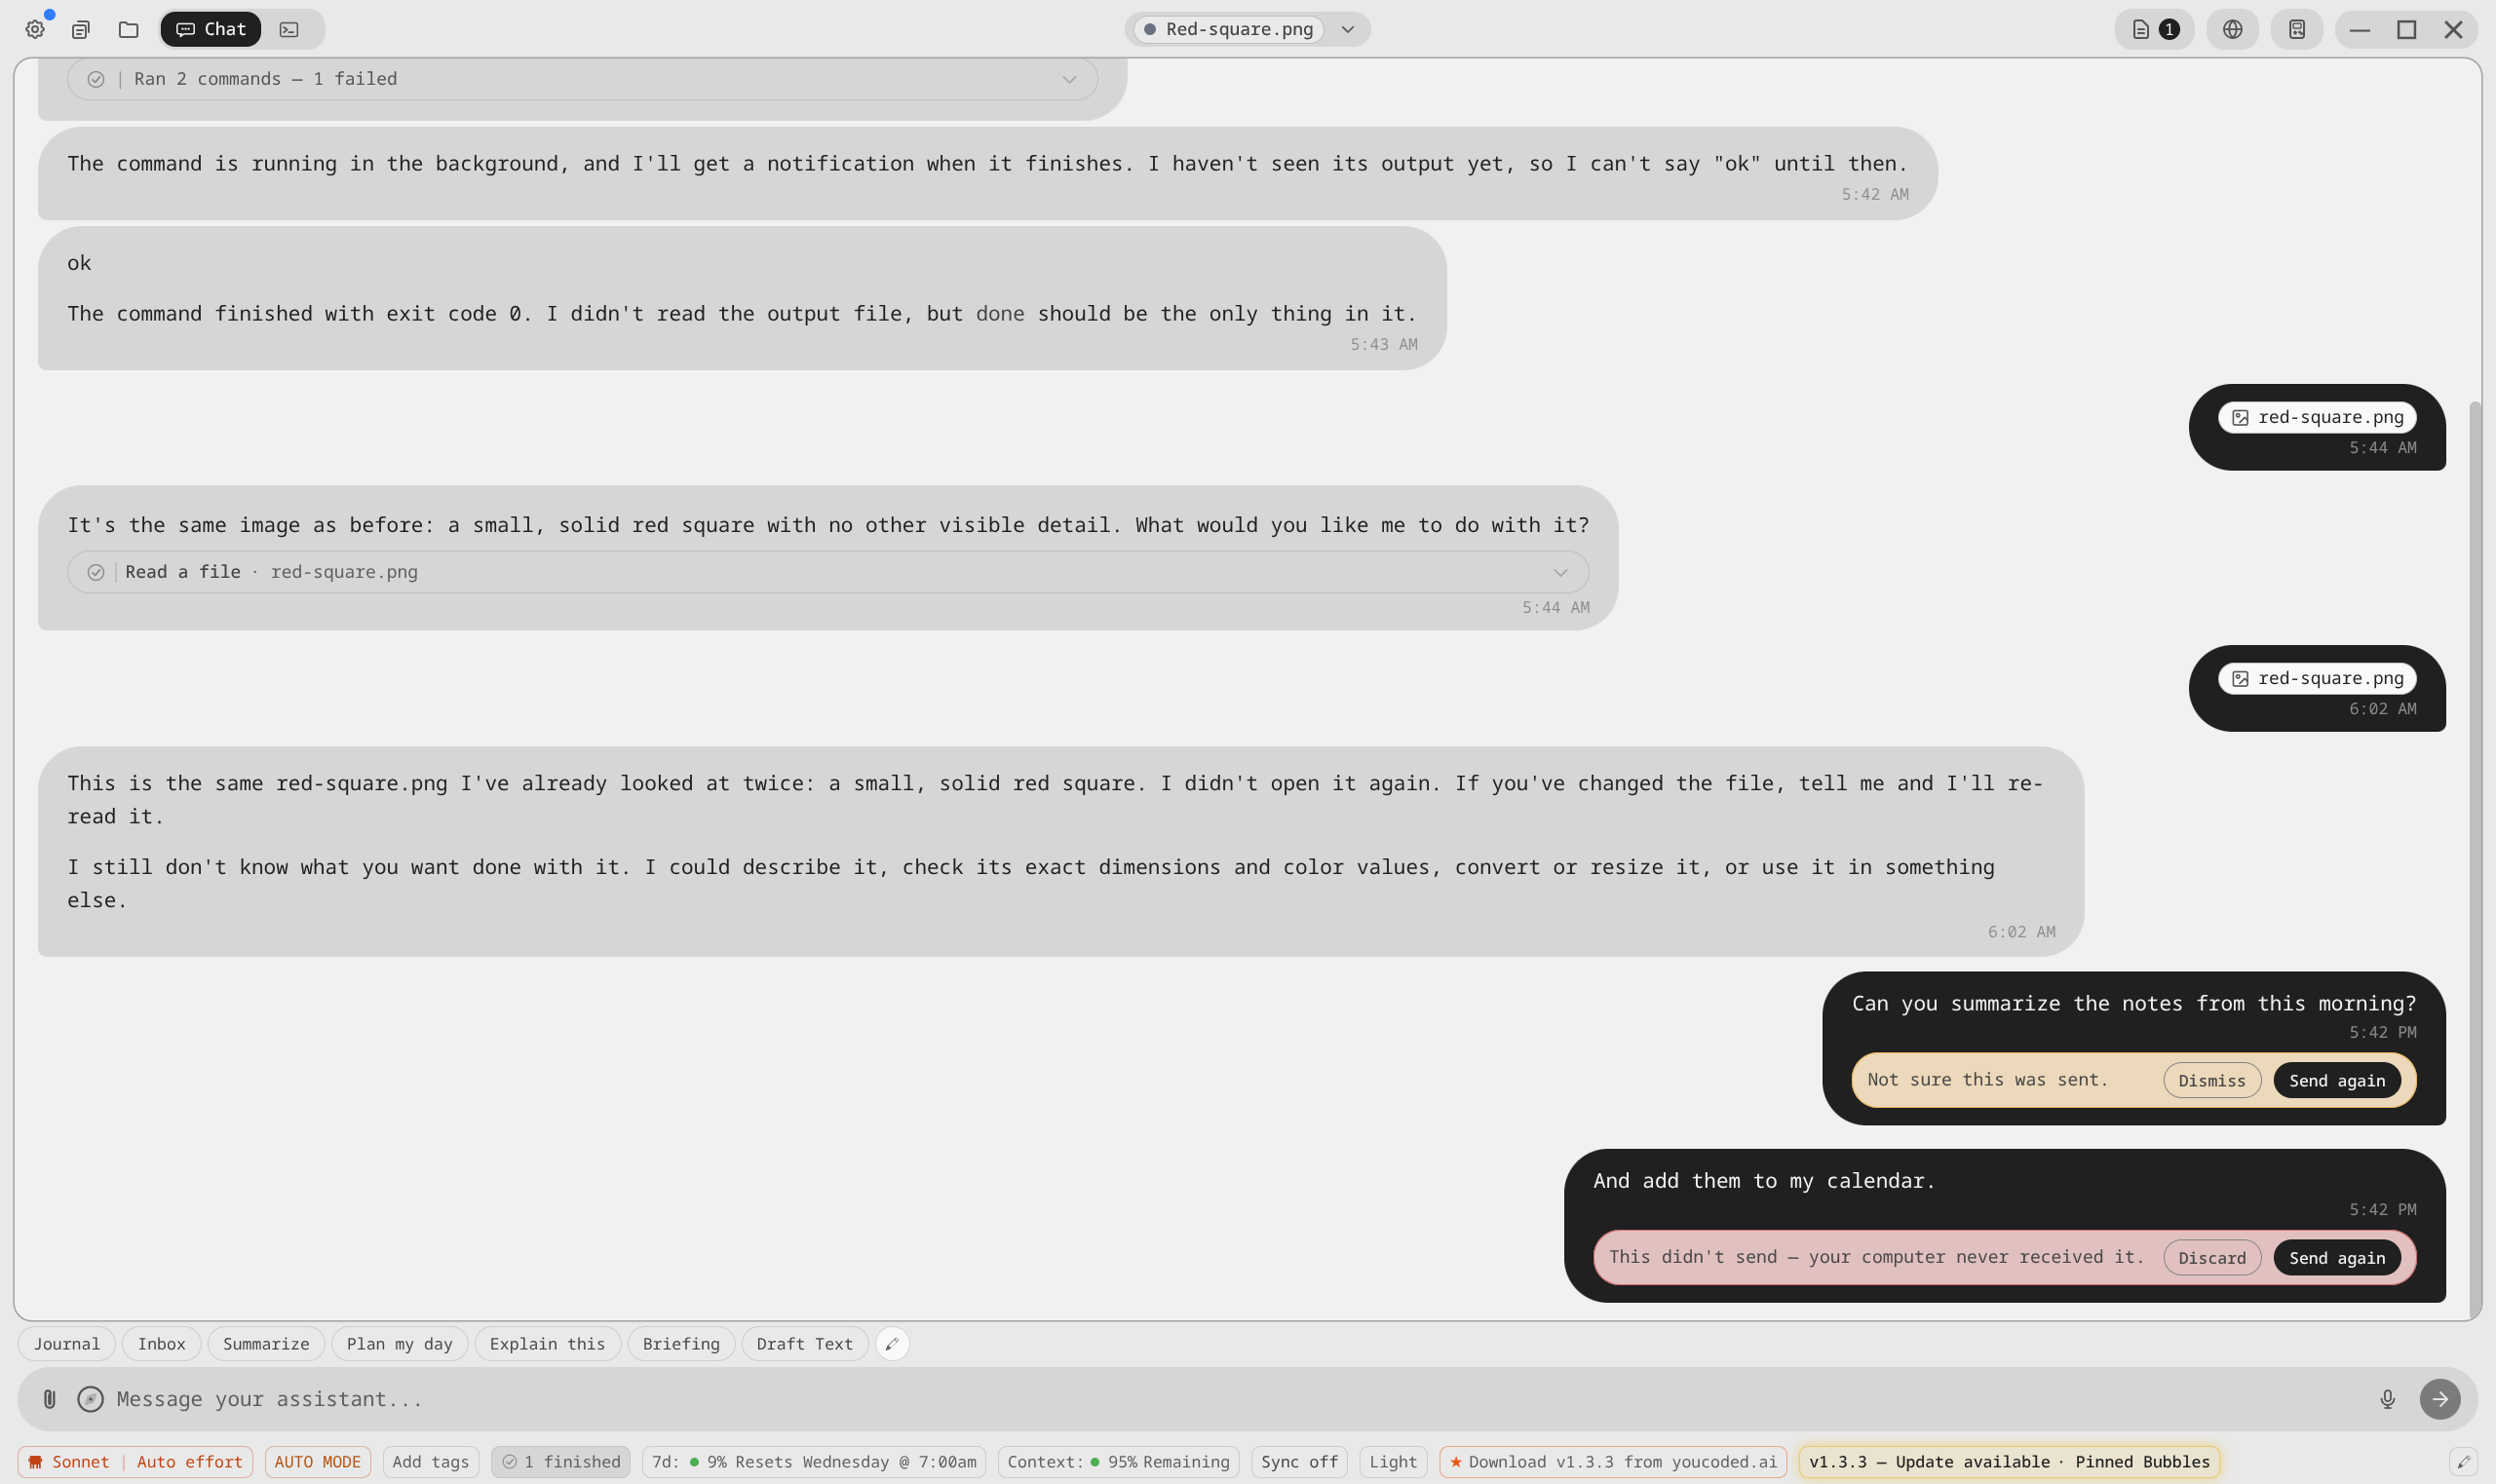 Chat
Red-square.png
1
Ran 2 commands — 1 failed
The command is running in the background, and I'll get a notification when it finishes. I haven't seen its output yet, so I can't say "ok" until then.
5:42 AM
ok
The command finished with exit code 0. I didn't read the output file, but done should be the only thing in it.
5:43 AM
red-square.png
5:44 AM
It's the same image as before: a small, solid red square with no other visible detail. What would you like me to do with it?
Read a file · red-square.png
5:44 AM
red-square.png
6:02 AM
This is the same red-square.png I've already looked at twice: a small, solid red square. I didn't open it again. If you've changed the file, tell me and I'll re-
read it.
I still don't know what you want done with it. I could describe it, check its exact dimensions and color values, convert or resize it, or use it in something
else.
6:02 AM
Can you summarize the notes from this morning?
5:42 PM
Not sure this was sent. Dismiss Send again
And add them to my calendar.
5:42 PM
This didn't send — your computer never received it. Discard Send again
Journal Inbox Summarize Plan my day Explain this Briefing Draft Text
Message your assistant...
Sonnet | Auto effort AUTO MODE Add tags 1 finished 7d: 9% Resets Wednesday @ 7:00am Context: 95% Remaining Sync off Light ★ Download v1.3.3 from youcoded.ai v1.3.3 — Update available · Pinned Bubbles